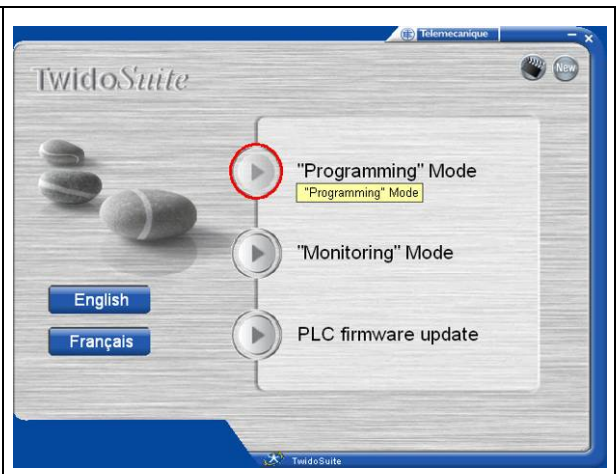 Telemecanique
TwidoSuite
New
"Programming" Mode
"Programming" Mode
"Monitoring" Mode
English
Français
PLC firmware update
TwidoSuite